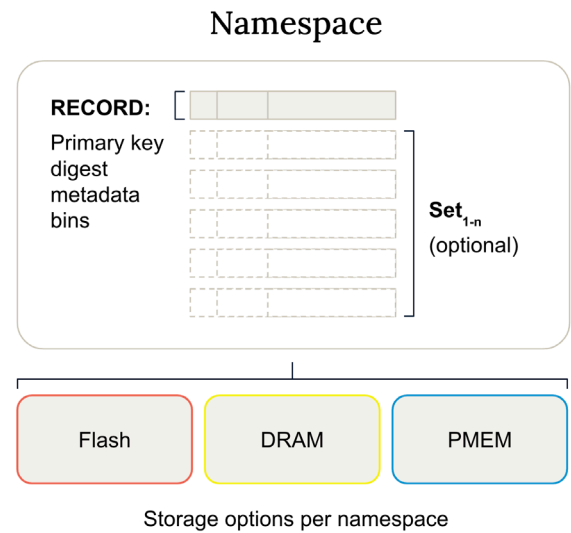 Namespace
RECORD:
Primary key
digest
metadata
bins
Set1-n
(optional)
Flash
DRAM
PMEM
Storage options per namespace